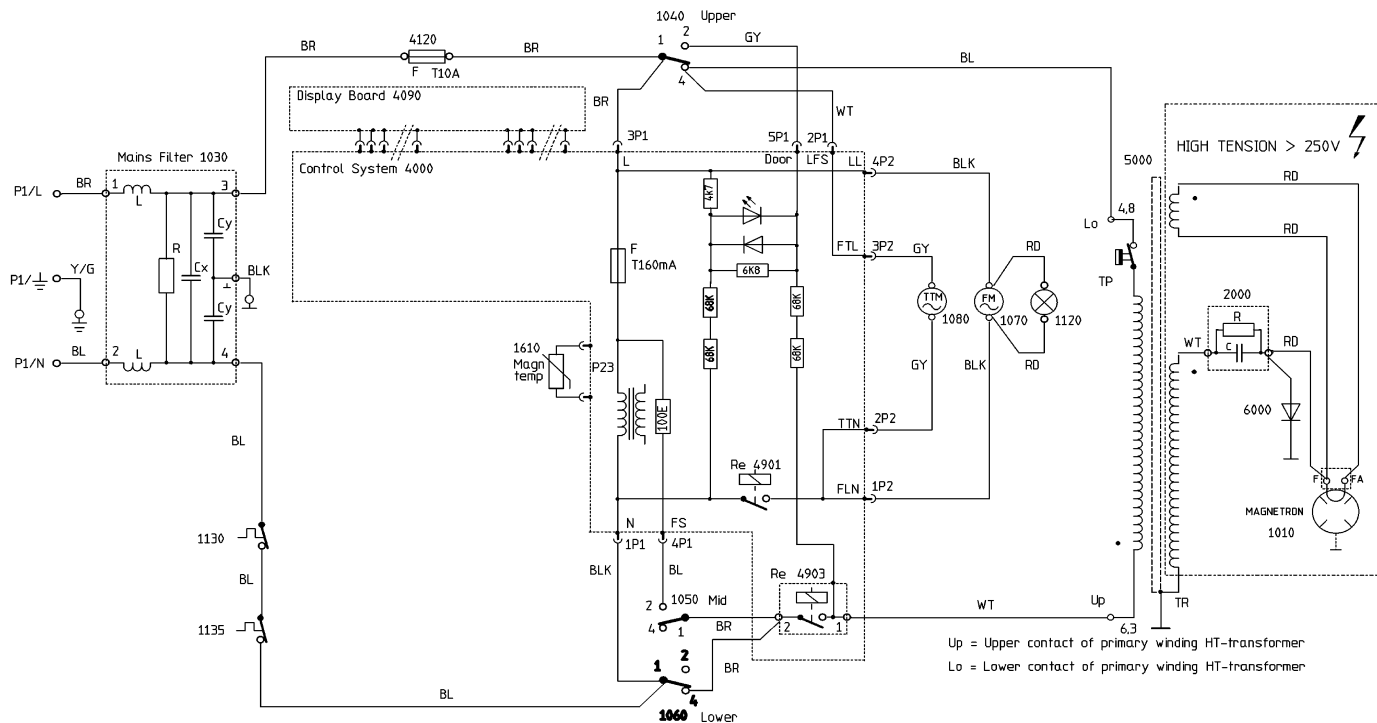 1040 Upper
1
2
GY
4120
BR
BR
F T10A
4
BL
Display Board 4090
BR
WT
3P1
5P1
2P1
Mains Filter 1030
Control System 4000
L
Door
LFS
LL
4P2
BLK
5000
HIGH TENSION > 250V
P1/L
BR
1
3
L
4k7
RD
4,8
Lo
Cy
R
Cx
F
T160mA
FTL
3P2
GY
RD
RD
TP
P1/
Y/G
BLK
6K8
Cy
68K
68K
TTM
1080
FM
1070
1120
2000
R
C
WT
RD
P1/N
BL
2
L
4
1610
Magn
temp
P23
68K
68K
GY
BLK
RD
6000
100E
TTN
2P2
BL
Re 4901
FLN
1P2
F
FA
MAGNETRON
1010
N
FS
1P1
4P1
1130
BLK
BL
BL
Re 4903
2
1050 Mid
4
1
BR
2
1
WT
Up
6,3
TR
1135
Up = Upper contact of primary winding HT-transformer
Lo = Lower contact of primary winding HT-transformer
1
2
BR
4
BL
1060 Lower